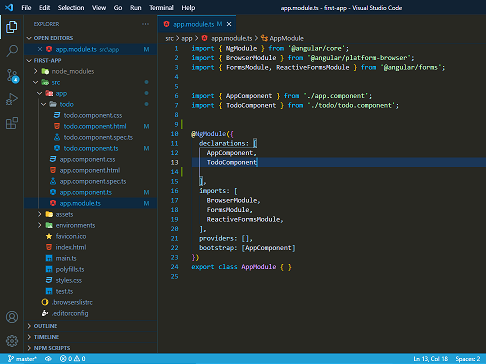 File Edit Selection View Go Run Terminal Help
app.module.ts - first-app - Visual Studio Code
EXPLORER
OPEN EDITORS
app.module.ts src\app M
FIRST-APP
node_modules
src
app
todo
todo.component.css
todo.component.html M
todo.component.spec.ts
todo.component.ts M
app.component.css
app.component.html
app.component.spec.ts
app.component.ts M
app.module.ts M
assets
environments
favicon.ico
index.html
main.ts
polyfills.ts
styles.css
test.ts
.browserslistrc
.editorconfig
OUTLINE
TIMELINE
NPM SCRIPTS
app.module.ts M
src > app > app.module.ts > AppModule
1 import { NgModule } from '@angular/core';
2 import { BrowserModule } from '@angular/platform-browser';
3 import { FormsModule, ReactiveFormsModule } from '@angular/forms';
4
5
6 import { AppComponent } from './app.component';
7 import { TodoComponent } from './todo/todo.component';
8
9
10 @NgModule({
11 declarations: [
12 AppComponent,
13 TodoComponent
14
15 ],
16 imports: [
17 BrowserModule,
18 FormsModule,
19 ReactiveFormsModule,
20 ],
21 providers: [],
22 bootstrap: [AppComponent]
23 })
24 export class AppModule { }
25
master* 0 0 Ln 13, Col 18 Spaces: 2